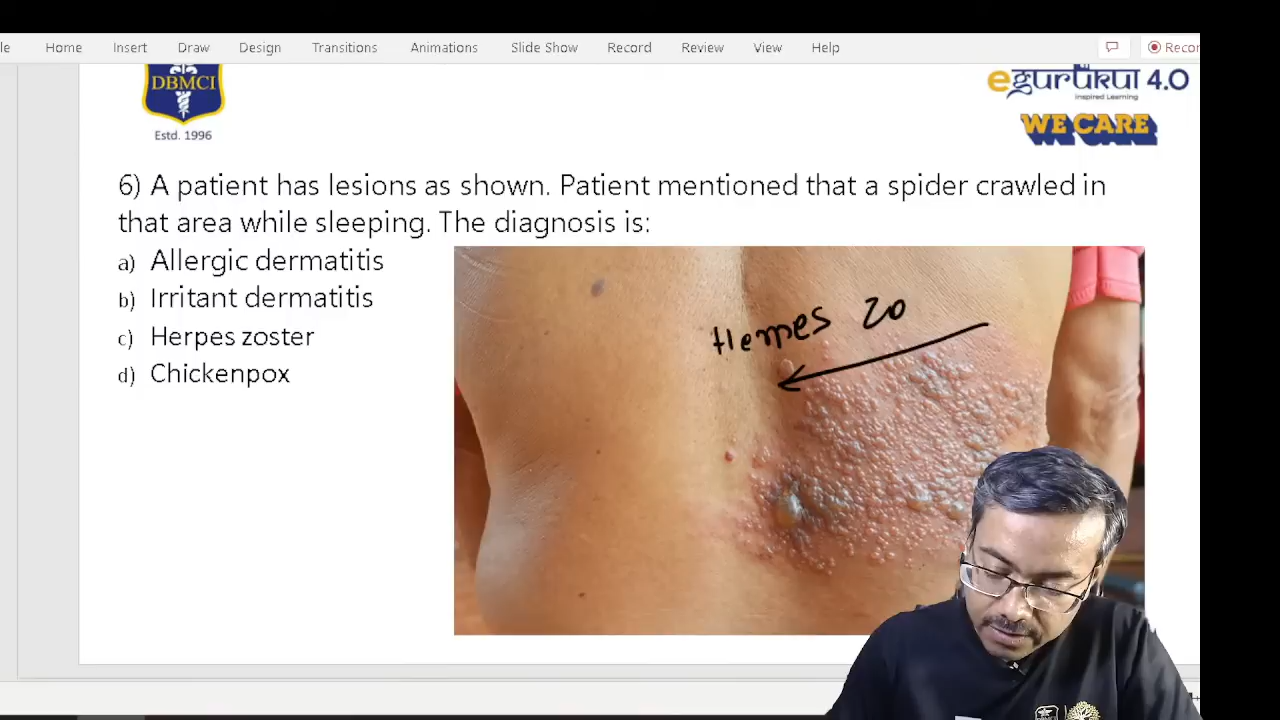 Home Insert Draw Design Transitions Animations Slide Show Record Review View Help
DBMCI
Estd. 1996
egurukul 4.0
Inspired Learning
WE CARE
6) A patient has lesions as shown. Patient mentioned that a spider crawled in
that area while sleeping. The diagnosis is:
a) Allergic dermatitis
b) Irritant dermatitis
c) Herpes zoster
d) Chickenpox
Herpes zo